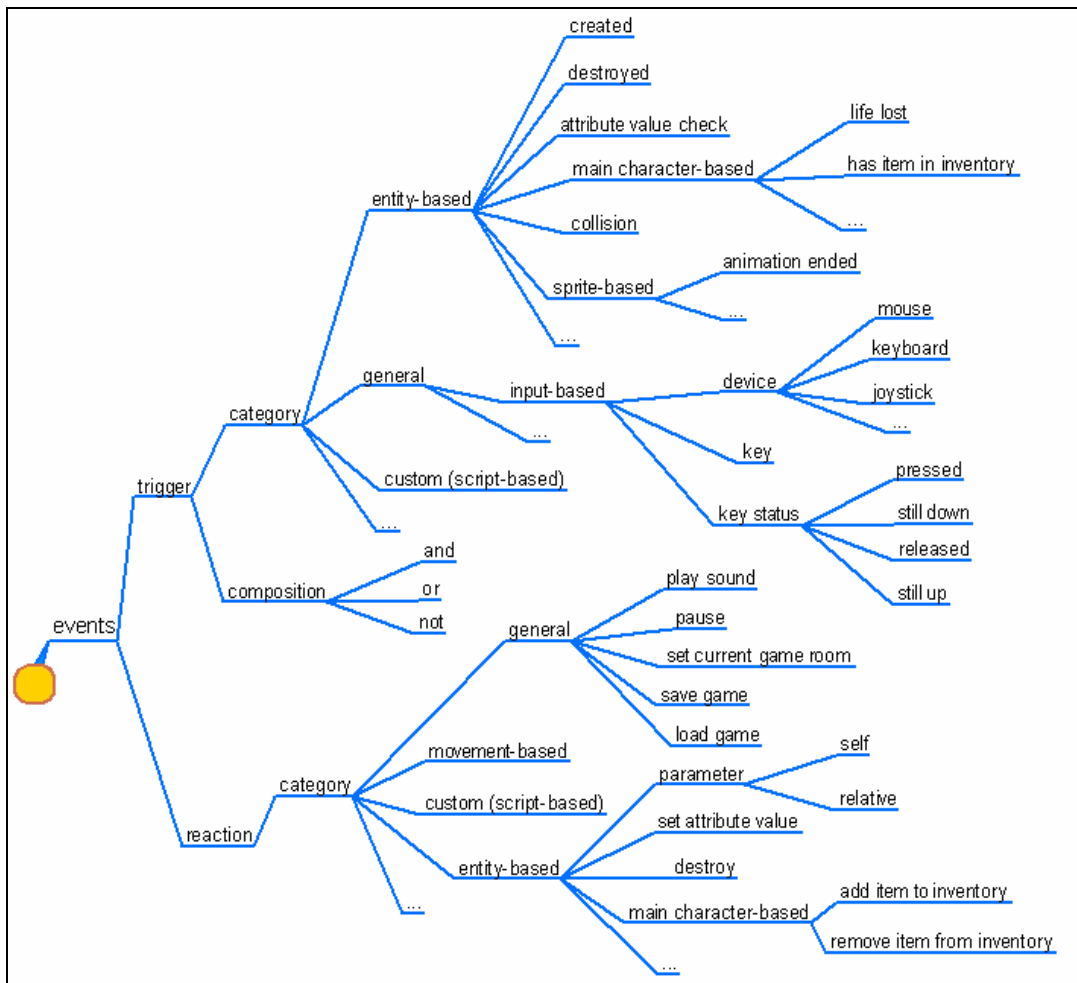 created
destroyed
attribute value check
main character-based
life lost
has item in inventory
...
entity-based
collision
sprite-based
animation ended
...
...
general
input-based
device
mouse
keyboard
joystick
...
...
key
category
custom (script-based)
key status
pressed
still down
released
still up
trigger
...
composition
and
or
not
events
general
play sound
pause
set current game room
save game
load game
category
movement-based
custom (script-based)
reaction
entity-based
parameter
self
relative
set attribute value
destroy
main character-based
add item to inventory
remove item from inventory
...
...